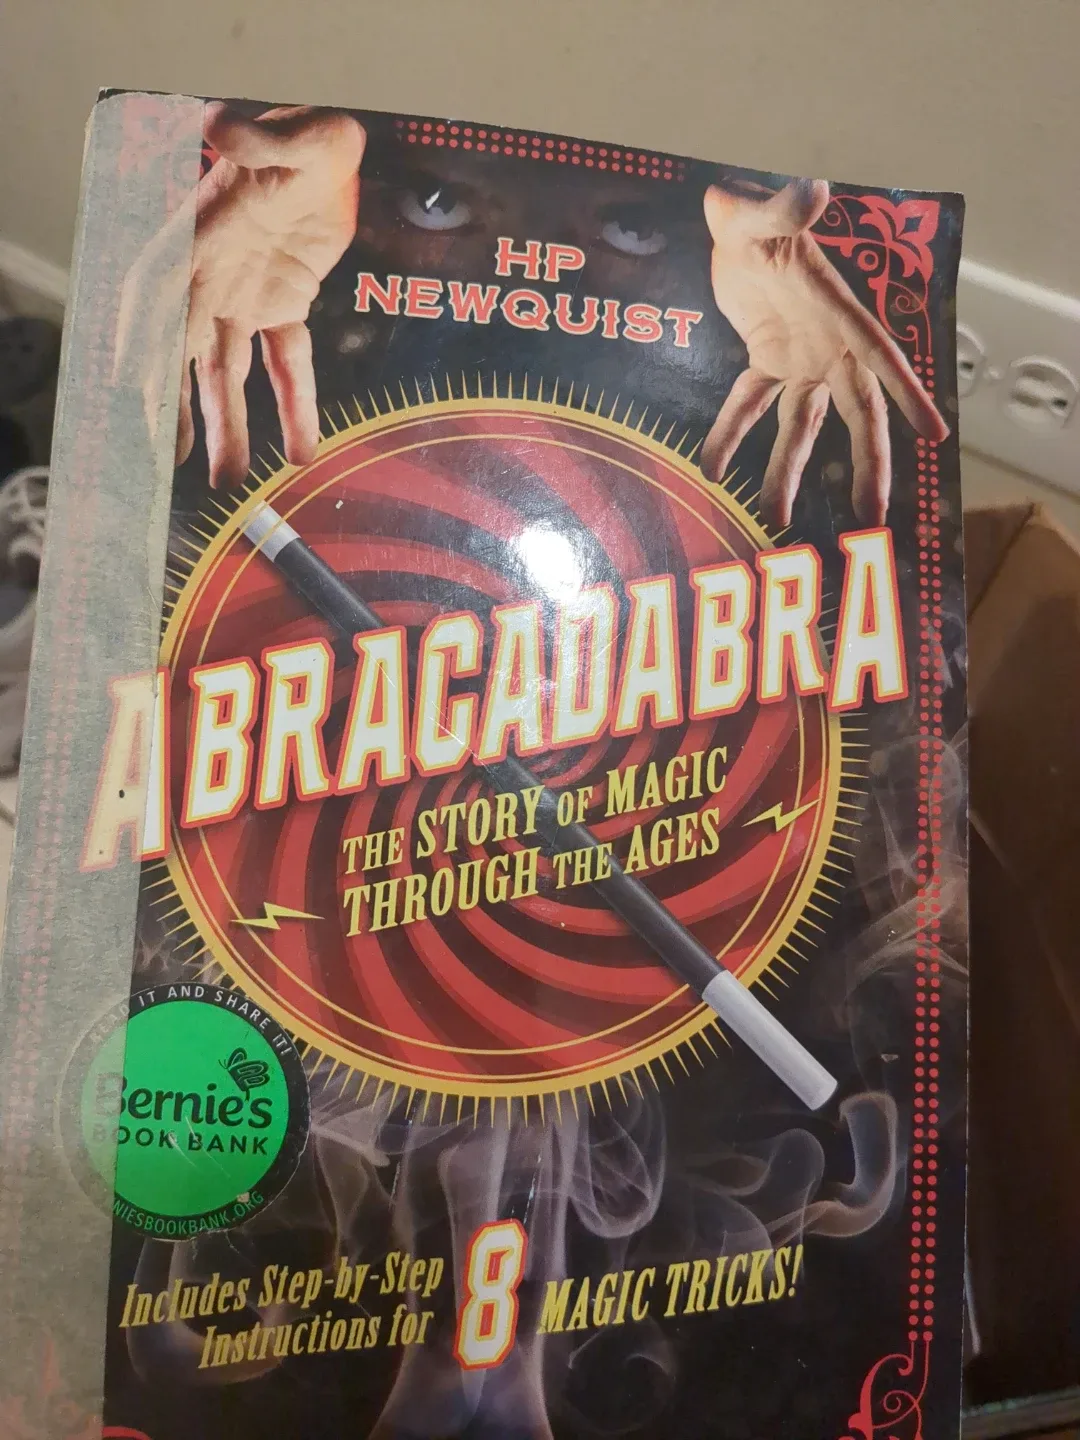 HP
NEWQUIST
ABRACADABRA
THE STORY OF MAGIC
THROUGH THE AGES
READ IT AND SHARE IT!
Bernie's
BOOK BANK
NIESBOOKBANK.ORG
Includes Step-by-Step
Instructions for
8
MAGIC TRICKS!